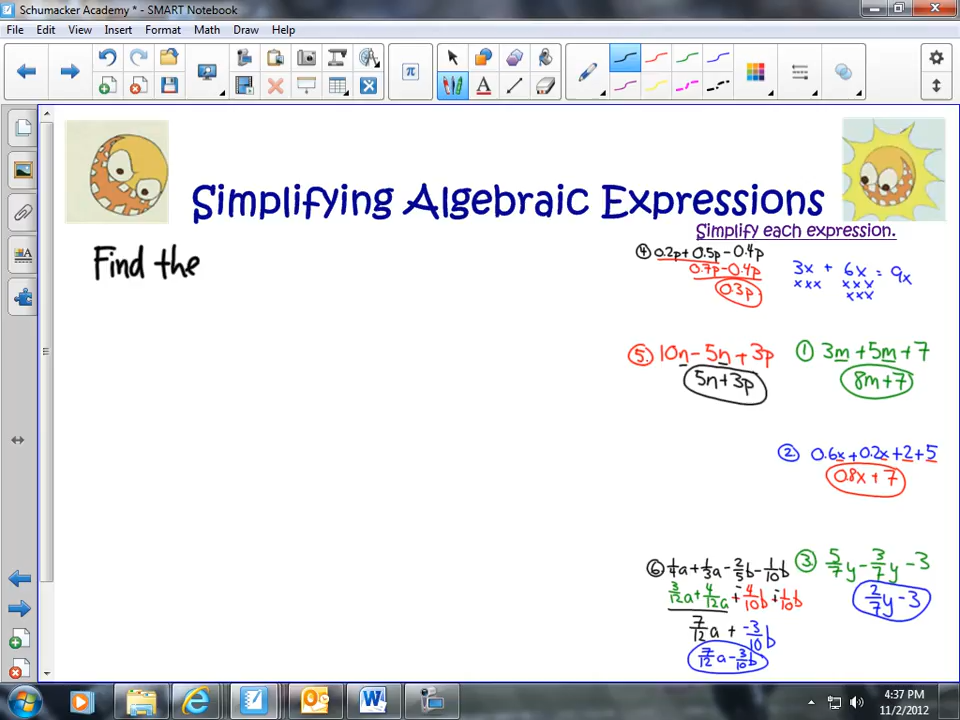 Schumacker Academy * - SMART Notebook
File Edit View Insert Format Math Draw Help
π
A
Simplifying Algebraic Expressions
Simplify each expression.
Find the
④ 0.2p + 0.5p - 0.4p
0.7p - 0.4p
0.3p
3x + 6x = 9x
xxx xxx
xxx
⑤ 10n - 5n + 3p
5n + 3p
① 3m + 5m + 7
8m + 7
② 0.6x + 0.2x + 2 + 5
0.8x + 7
③ 5/7y - 3/7y - 3
2/7y - 3
⑥ 1/4a + 1/3a - 2/5b - 1/10b
3/12a + 4/12a + -4/10b + -1/10b
7/12a + -3/10b
7/12a - 3/10b
4:37 PM
11/2/2012